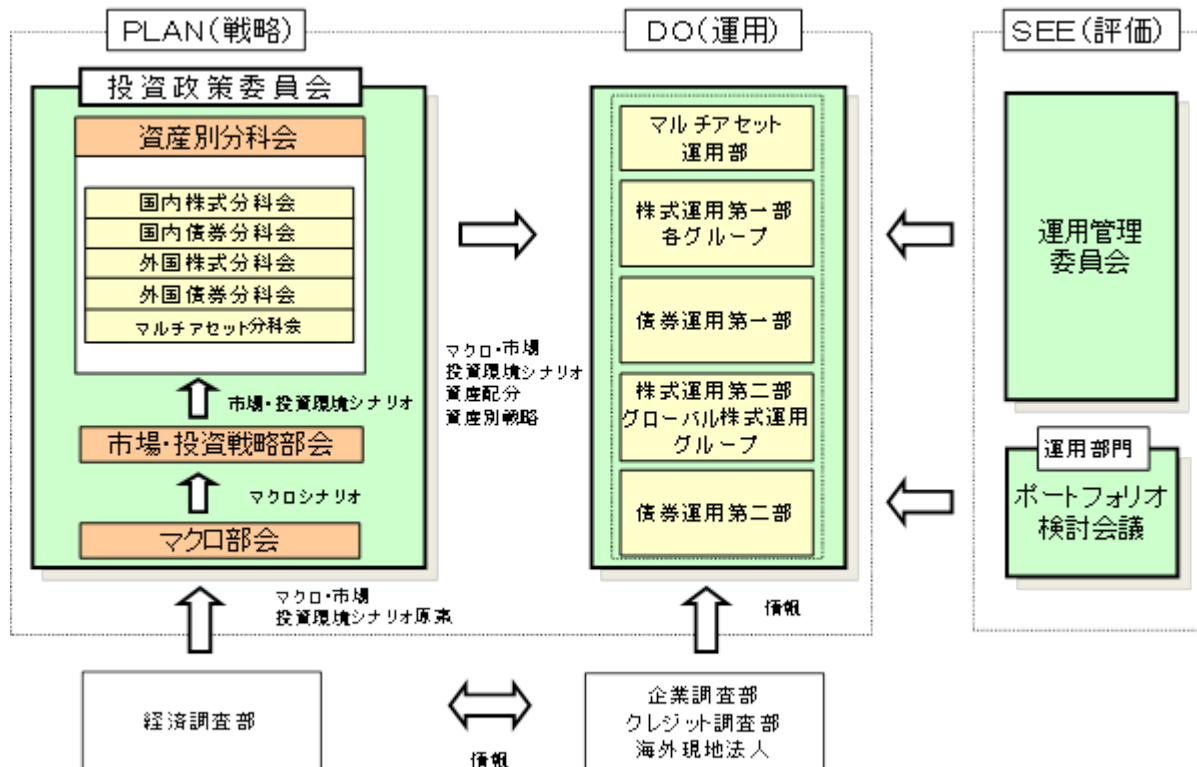 PLAN(戦略)
投資政策委員会
資産別分科会
国内株式分科会
国内債券分科会
外国株式分科会
外国債券分科会
マルチアセット分科会
市場・投資環境シナリオ
市場・投資戦略部会
マクロシナリオ
マクロ部会
マクロ・市場
投資環境シナリオ原案
経済調査部
マクロ・市場
投資環境シナリオ
資産配分
資産別戦略
情報
DO(運用)
マルチアセット
運用部
株式運用第一部
各グループ
債券運用第一部
株式運用第二部
グローバル株式運用
グループ
債券運用第二部
情報
企業調査部
クレジット調査部
海外現地法人
SEE(評価)
運用管理
委員会
運用部門
ポートフォリオ
検討会議